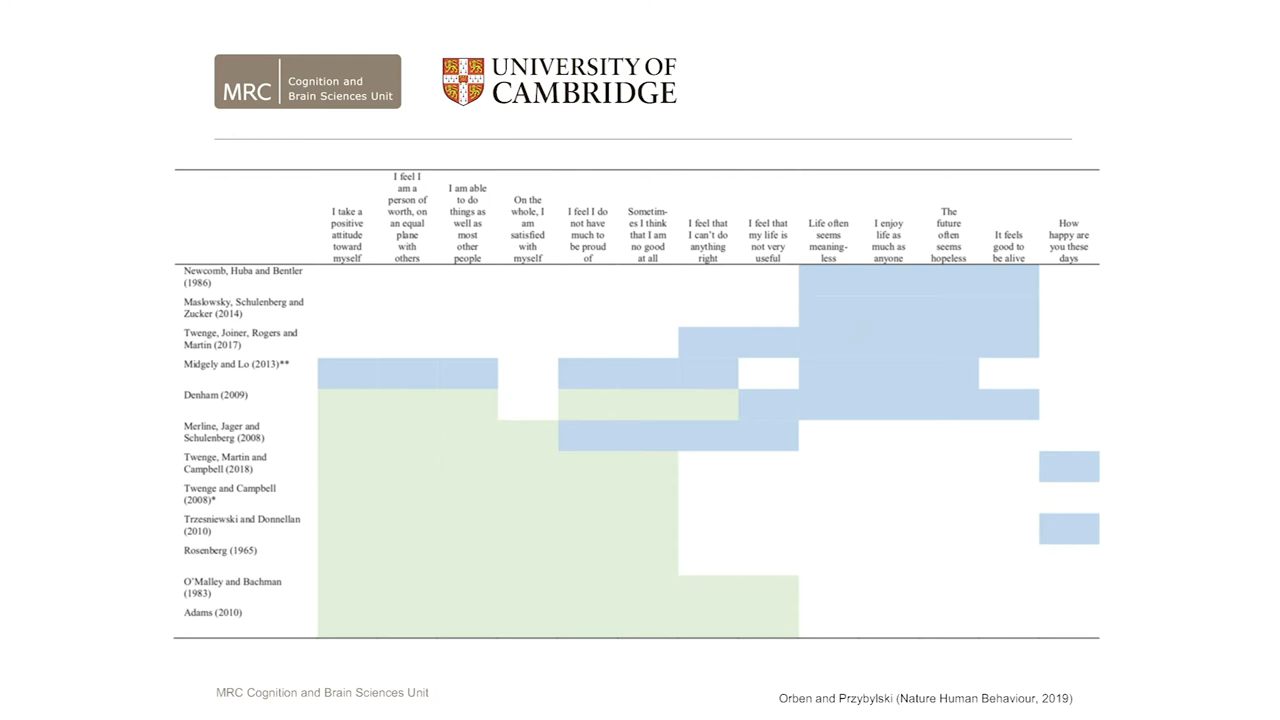 MRC
Cognition and
Brain Sciences Unit
UNIVERSITY OF
CAMBRIDGE
I take a
positive
attitude
toward
myself
I feel I
am a
person of
worth, on
an equal
plane
with
others
I am able
to do
things as
well as
most
other
people
On the
whole, I
am
satisfied
with
myself
I feel I do
not have
much to
be proud
of
Sometim-
es I think
that I am
no good
at all
I feel that
I can't do
anything
right
I feel that
my life is
not very
useful
Life often
seems
meaning-
less
I enjoy
life as
much as
anyone
The
future
often
seems
hopeless
It feels
good to
be alive
How
happy are
you these
days
Newcomb, Huba and Bentler
(1986)
Maslowsky, Schulenberg and
Zucker (2014)
Twenge, Joiner, Rogers and
Martin (2017)
Midgely and Lo (2013)**
Denham (2009)
Merline, Jager and
Schulenberg (2008)
Twenge, Martin and
Campbell (2018)
Twenge and Campbell
(2008)*
Trzesniewski and Donnellan
(2010)
Rosenberg (1965)
O'Malley and Bachman
(1983)
Adams (2010)
MRC Cognition and Brain Sciences Unit
Orben and Przybylski (Nature Human Behaviour, 2019)